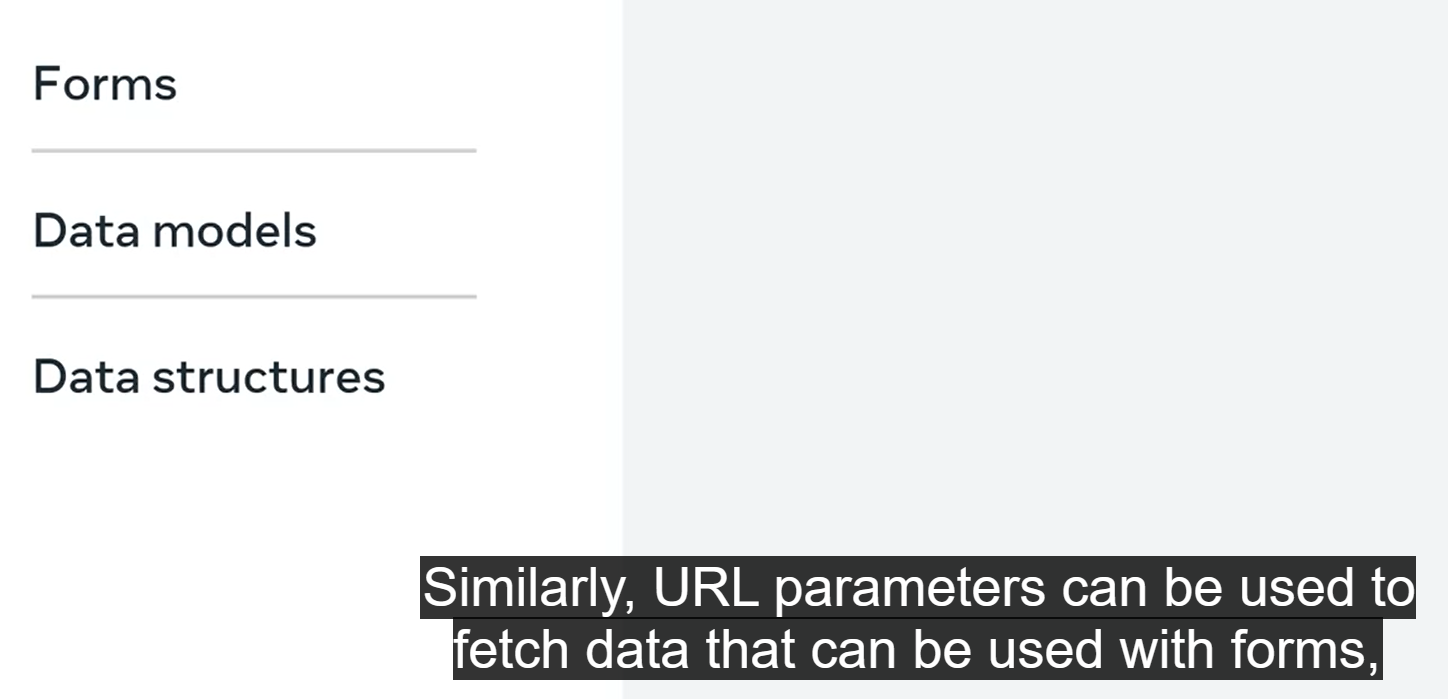 Forms
Data models
Data structures
Similarly, URL parameters can be used to
fetch data that can be used with forms,